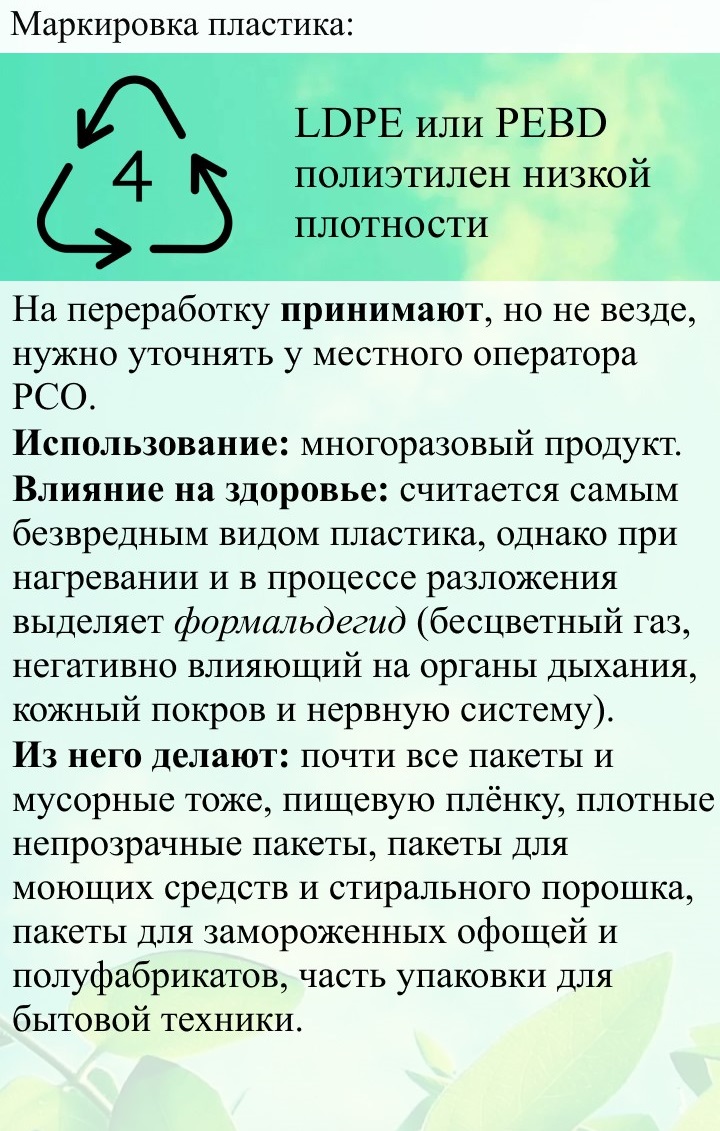 Маркировка пластика:
4
LDPE или PEBD
полиэтилен низкой
плотности
На переработку принимают, но не везде,
нужно уточнять у местного оператора
РСО.
Использование: многоразовый продукт.
Влияние на здоровье: считается самым
безвредным видом пластика, однако при
нагревании и в процессе разложения
выделяет формальдегид (бесцветный газ,
негативно влияющий на органы дыхания,
кожный покров и нервную систему).
Из него делают: почти все пакеты и
мусорные тоже, пищевую плёнку, плотные
непрозрачные пакеты, пакеты для
моющих средств и стирального порошка,
пакеты для замороженных офощей и
полуфабрикатов, часть упаковки для
бытовой техники.